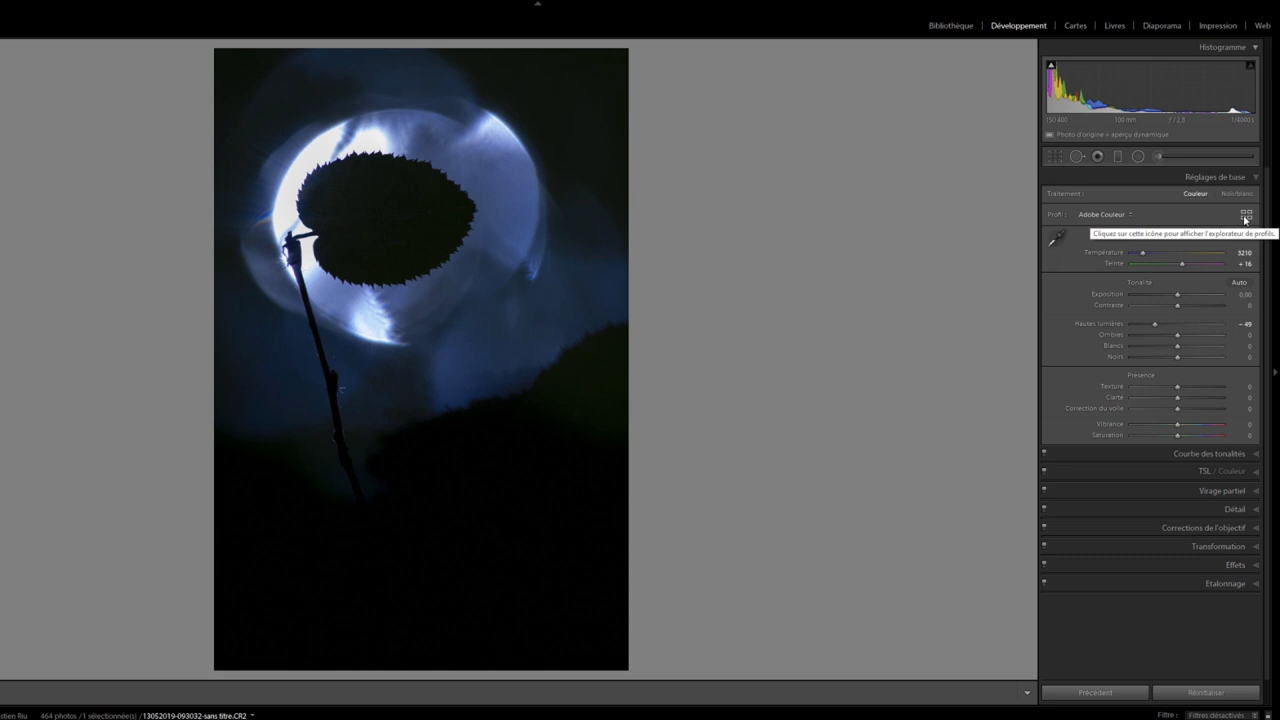 Bibliothèque | Développement | Cartes | Livres | Diaporama | Impression | Web
Histogramme
ISO 400 100 mm ƒ / 2,8 1/4000 s
Photo d'origine + aperçu dynamique
Réglages de base
Traitement : Couleur Noir/blanc
Profil : Adobe Couleur
Cliquez sur cette icône pour afficher l'explorateur de profils.
Température 3210
Teinte + 16
Tonalité Auto
Exposition 0,00
Contraste 0
Hautes lumières - 49
Ombres 0
Blancs 0
Noirs 0
Présence
Texture 0
Clarté 0
Correction du voile 0
Vibrance 0
Saturation 0
Courbe des tonalités
TSL / Couleur
Virage partiel
Détail
Corrections de l'objectif
Transformation
Effets
Etalonnage
Précédent Réinitialiser
stien Riu 464 photos /1 sélectionnée(s) /13052019-093032-sans titre.CR2 Filtre : Filtres désactivés